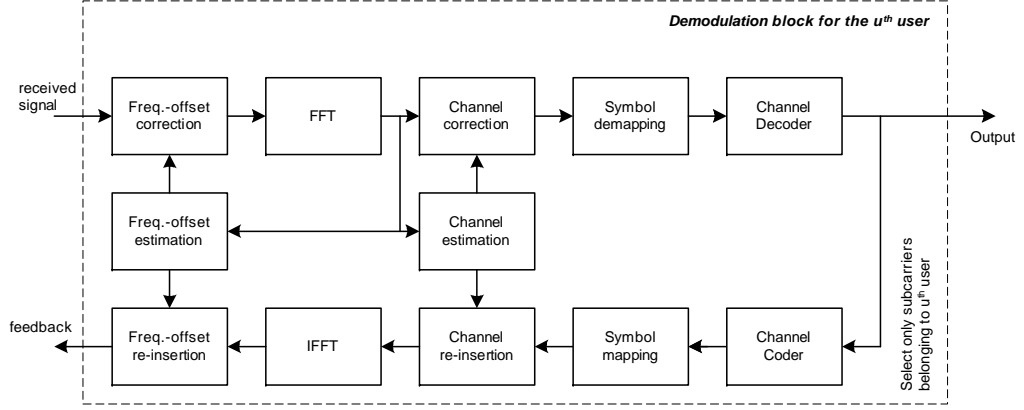 Demodulation block for the uth user
received
signal
Freq.-offset
correction
FFT
Channel
correction
Symbol
demapping
Channel
Decoder
Output
Freq.-offset
estimation
Channel
estimation
feedback
Freq.-offset
re-insertion
IFFT
Channel
re-insertion
Symbol
mapping
Channel
Coder
Select only subcarriers
belonging to uth user